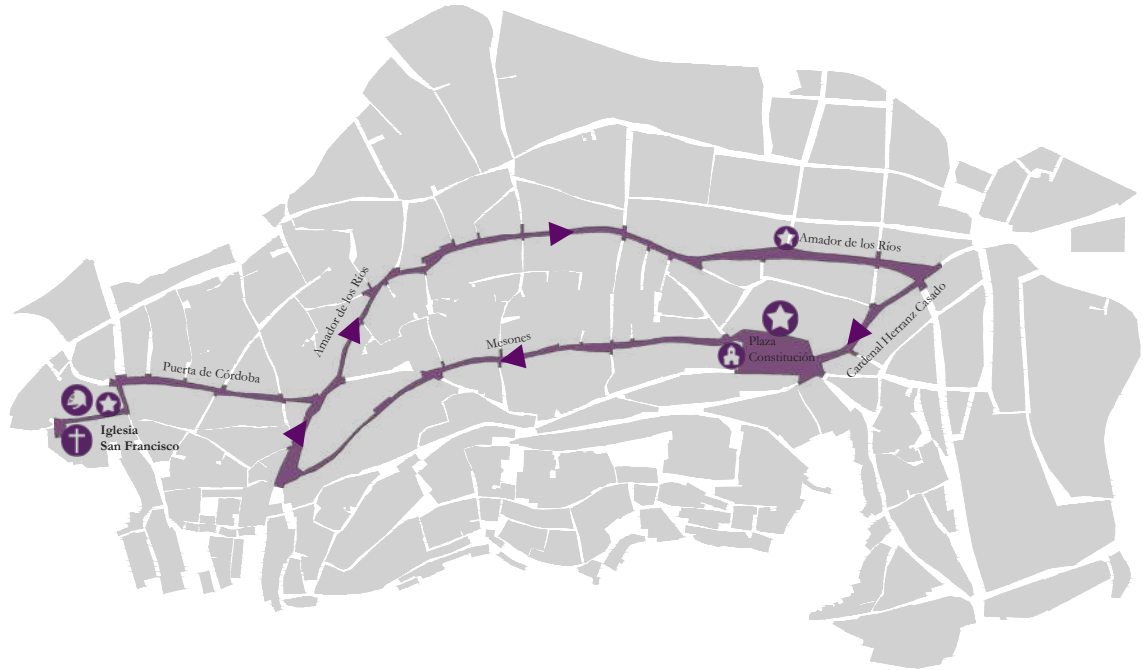 Amador de los Ríos
Amador de los Ríos
Cardenal Herranz Casado
Plaza
Constitución
Mesones
Puerta de Córdoba
Iglesia
San Francisco